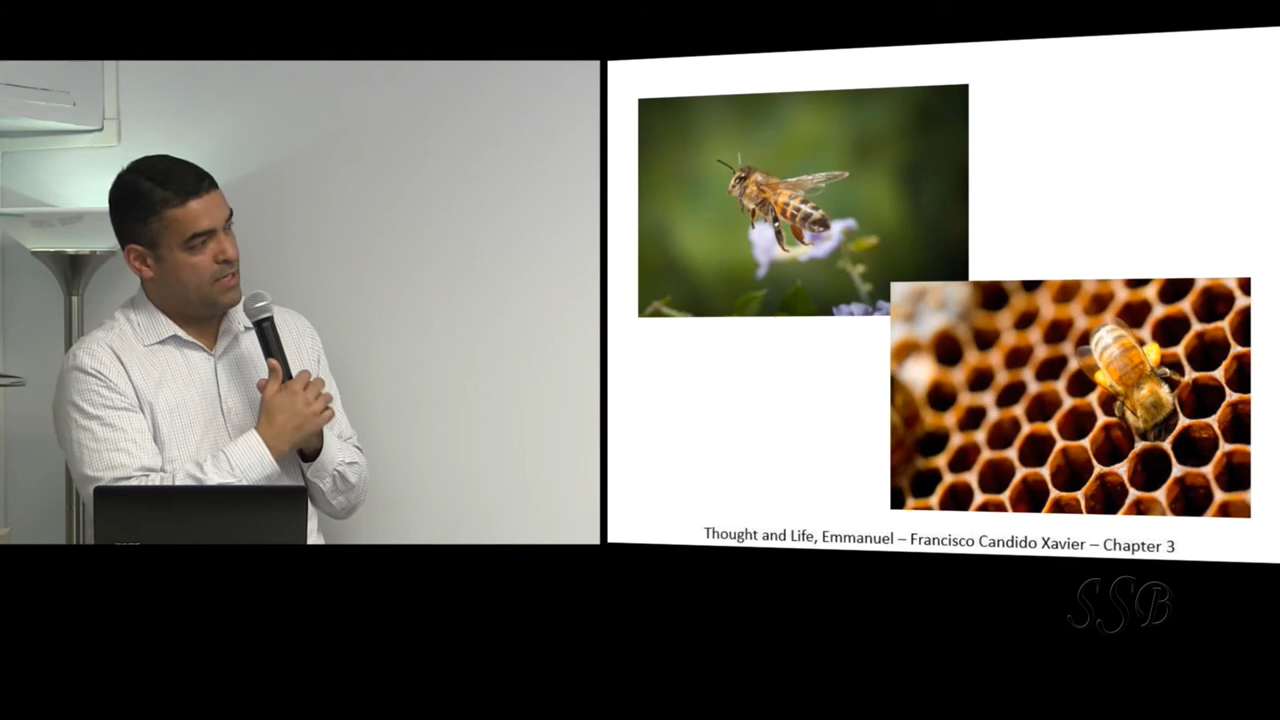 Thought and Life, Emmanuel – Francisco Candido Xavier – Chapter 3
SSB